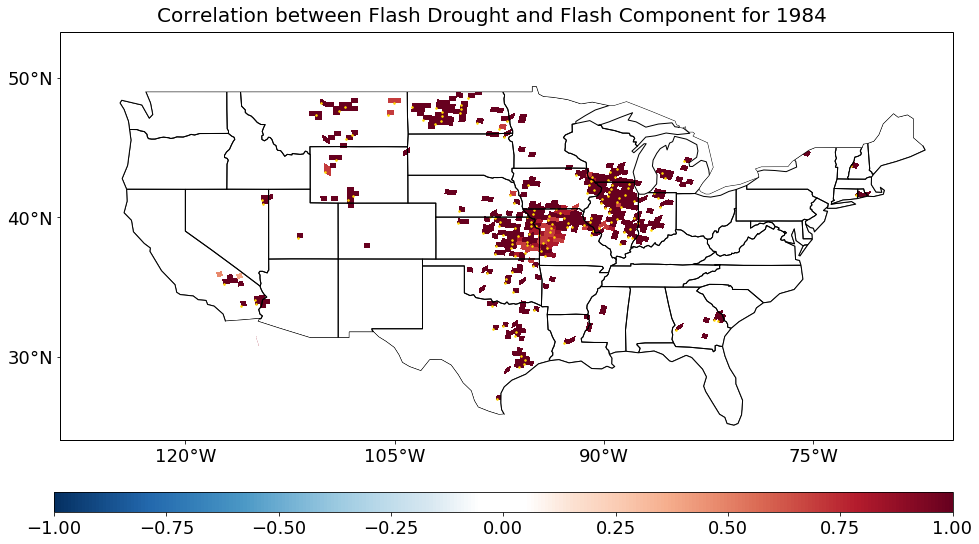 Correlation between Flash Drought and Flash Component for 1984
50°N
40°N
30°N
120°W 105°W 90°W 75°W
−1.00 −0.75 −0.50 −0.25 0.00 0.25 0.50 0.75 1.00